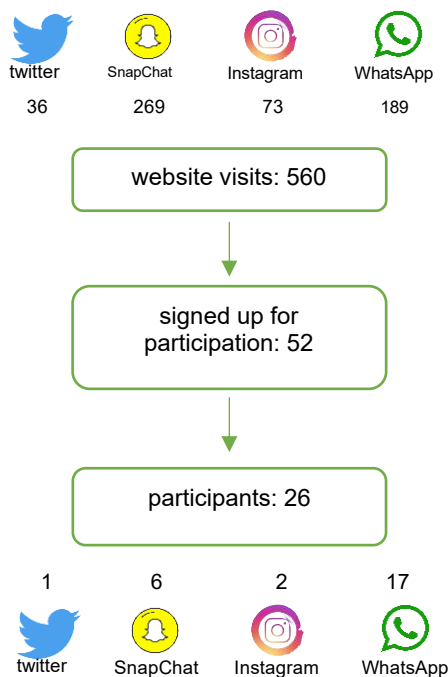 twitter SnapChat Instagram WhatsApp
36 269 73 189
website visits: 560
signed up for
participation: 52
participants: 26
1 6 2 17
twitter SnapChat Instagram WhatsApp